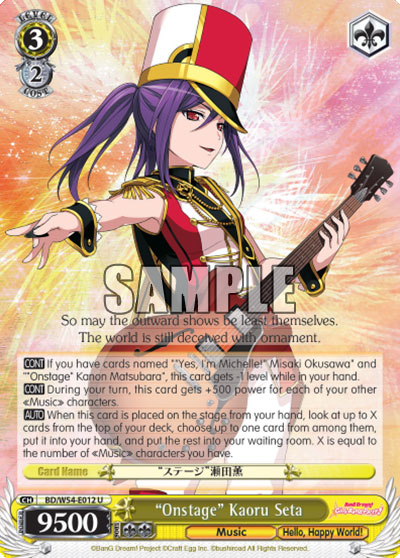 LEVEL
3
2
COST
SAMPLE
So may the outward shows be least themselves.
The world is still deceived with ornament.
CONT If you have cards named ""Yes, I'm Michelle!" Misaki Okusawa" and
""Onstage" Kanon Matsubara", this card gets -1 level while in your hand.
CONT During your turn, this card gets +500 power for each of your other
«Music» characters.
AUTO When this card is placed on the stage from your hand, look at up to X
cards from the top of your deck, choose up to one card from among them,
put it into your hand, and put the rest into your waiting room. X is equal to
the number of «Music» characters you have.
Card Name
“ステージ”瀬田薫
CH
BD/W54-E012 U
POWER
9500
“Onstage” Kaoru Seta
Music
Hello, Happy World!
©BanG Dream! Project ©Craft Egg Inc. ©bushiroad All Rights Reserved.